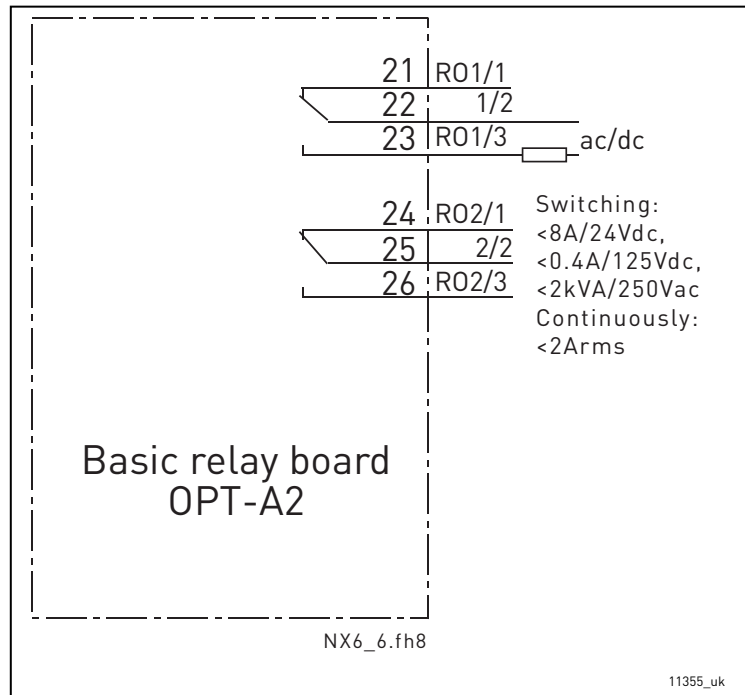 21 RO1/1
22 1/2
23 RO1/3 ac/dc
24 RO2/1
25 2/2
26 RO2/3
Switching:
<8A/24Vdc,
<0.4A/125Vdc,
<2kVA/250Vac
Continuously:
<2Arms
Basic relay board
OPT-A2
NX6_6.fh8
11355_uk